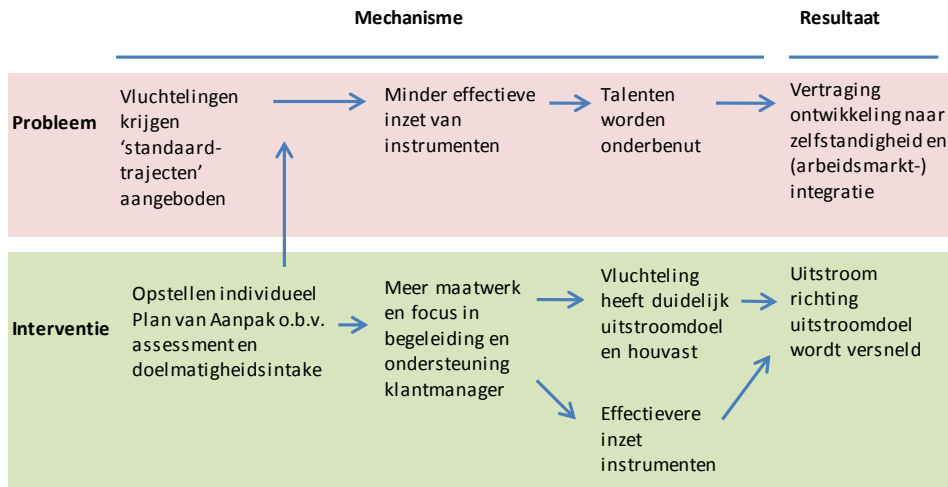 Mechanisme
Resultaat
Probleem
Vluchtelingen
krijgen
‘standaard-
trajecten’
aangeboden
Minder effectieve
inzet van
instrumenten
Talenten
worden
onderbenut
Vertraging
ontwikkeling naar
zelfstandigheid en
(arbeidsmarkt-)
integratie
Interventie
Opstellen individueel
Plan van Aanpak o.b.v.
assessment en
doelmatigheidsintake
Meer maatwerk
en focus in
begeleiding en
ondersteuning
klantmanager
Vluchteling
heeft duidelijk
uitstroomdoel
en houvast
Effectievere
inzet
instrumenten
Uitstroom
richting
uitstroomdoel
wordt versneld